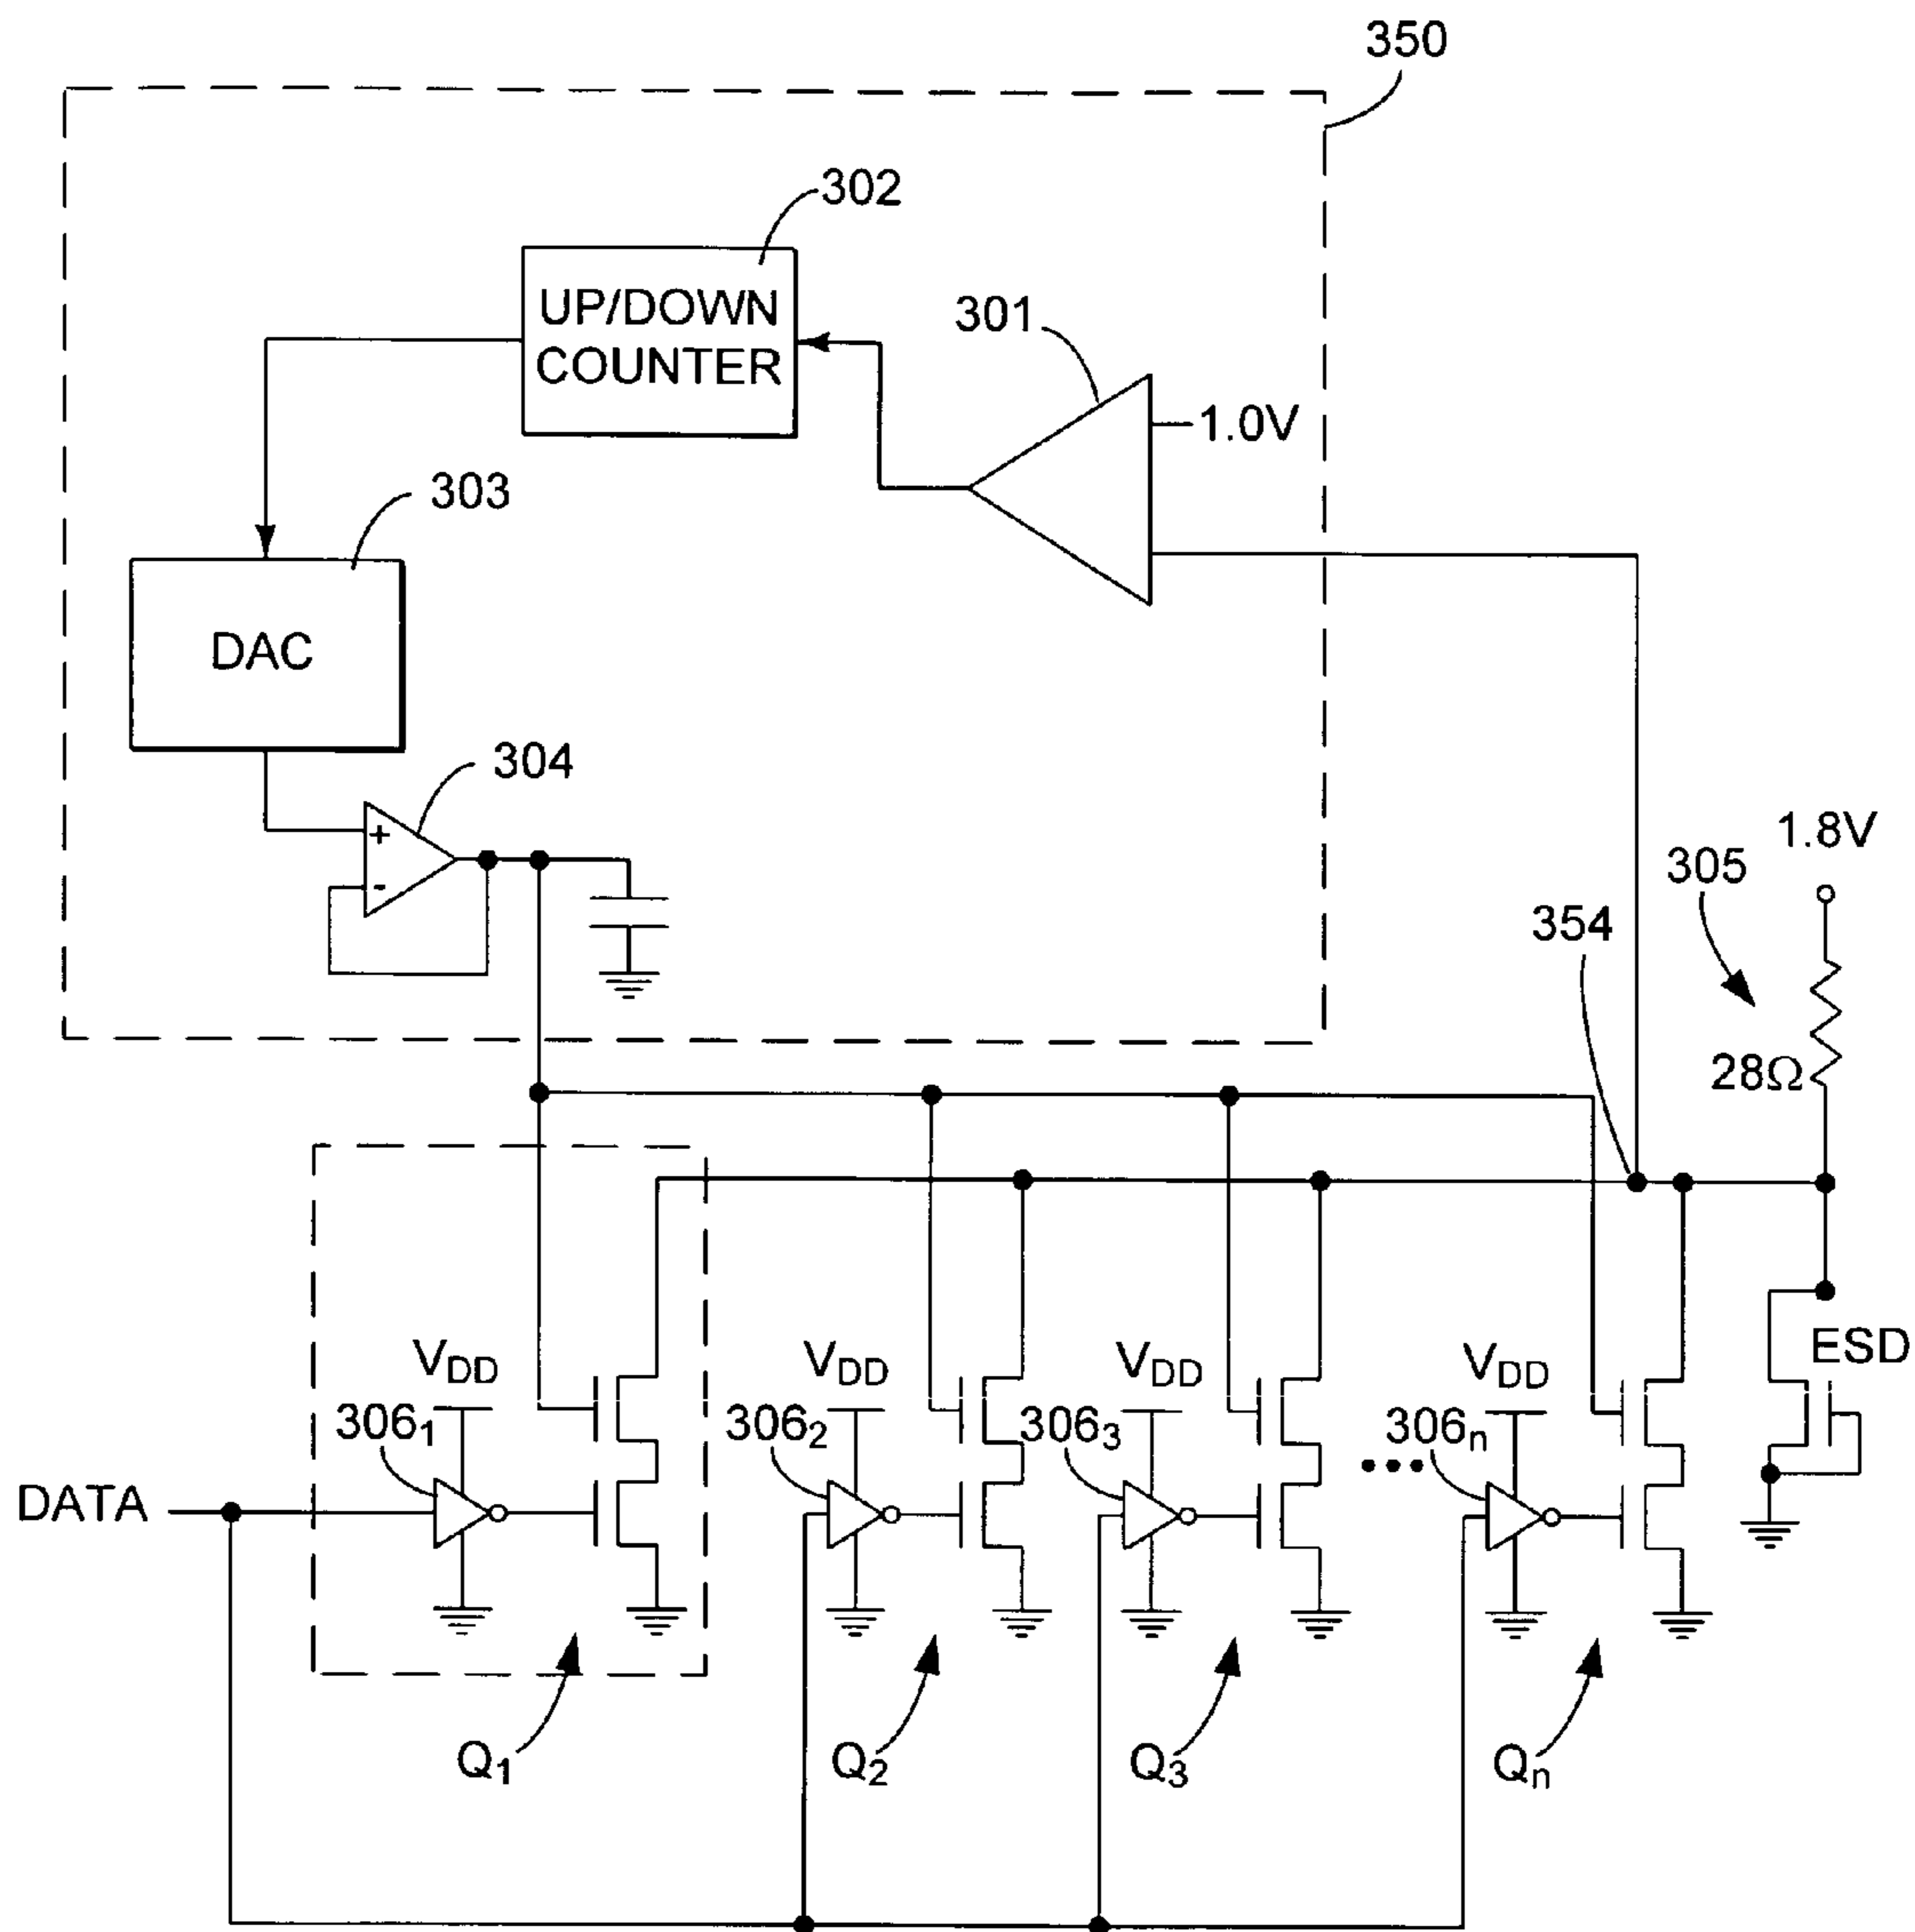 350
302
UP/DOWN
COUNTER
301
1.0V
303
DAC
304
+
-
1.8V
305
354
28Ω
VDD
VDD
VDD
VDD
ESD
306₁
306₂
306₃
306n
DATA
Q₁
Q₂
Q₃
Qn